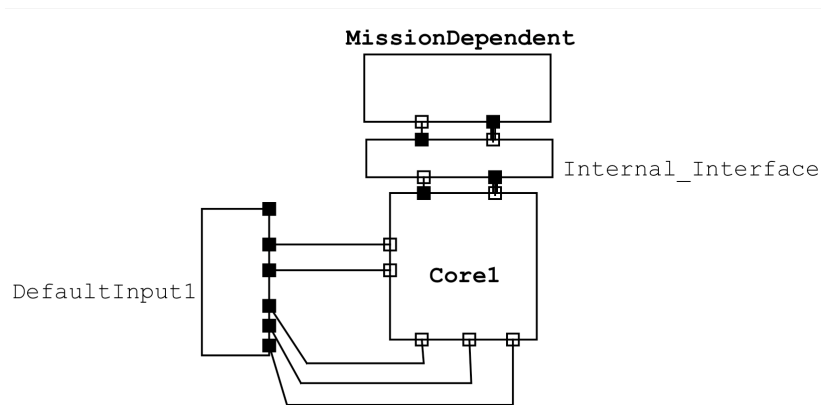 MissionDependent
Internal_Interface
Core1
DefaultInput1